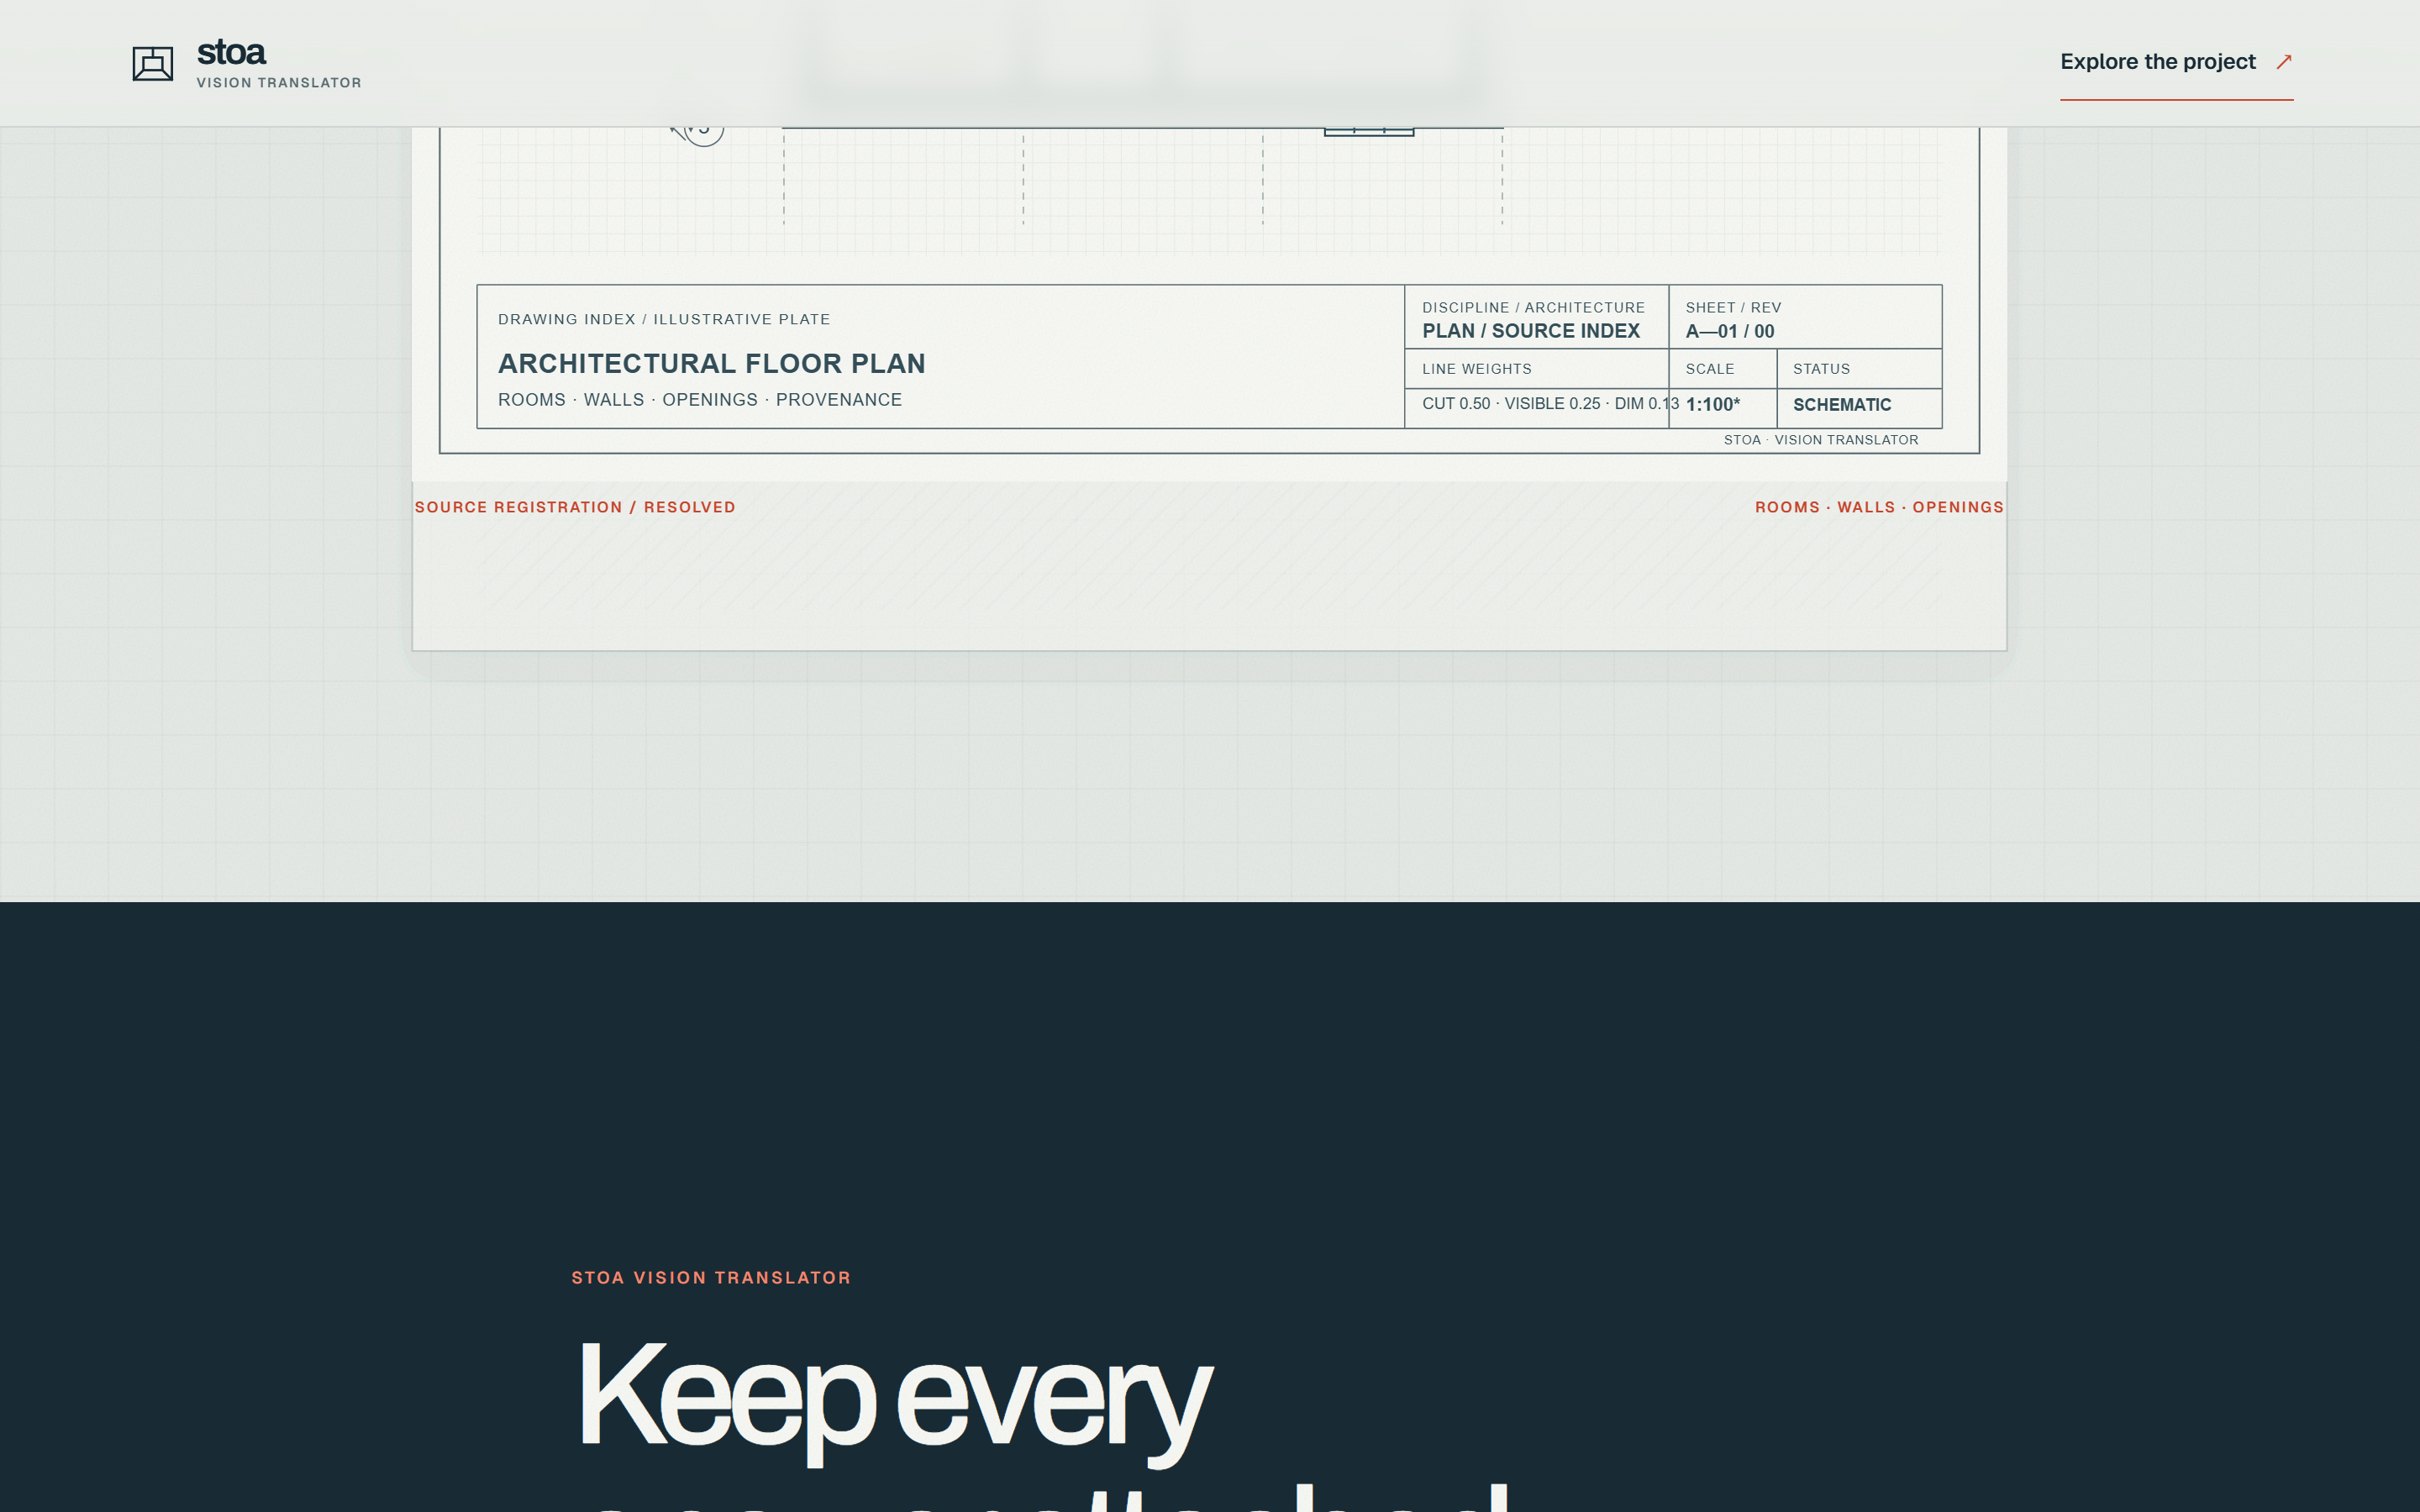 stoa
VISION TRANSLATOR
Explore the project ↗
DRAWING INDEX / ILLUSTRATIVE PLATE
ARCHITECTURAL FLOOR PLAN
ROOMS · WALLS · OPENINGS · PROVENANCE
DISCIPLINE / ARCHITECTURE
PLAN / SOURCE INDEX
SHEET / REV
A—01 / 00
LINE WEIGHTS
CUT 0.50 · VISIBLE 0.25 · DIM 0.13
SCALE
1:100*
STATUS
SCHEMATIC
STOA · VISION TRANSLATOR
SOURCE REGISTRATION / RESOLVED
ROOMS · WALLS · OPENINGS
STOA VISION TRANSLATOR
Keep every